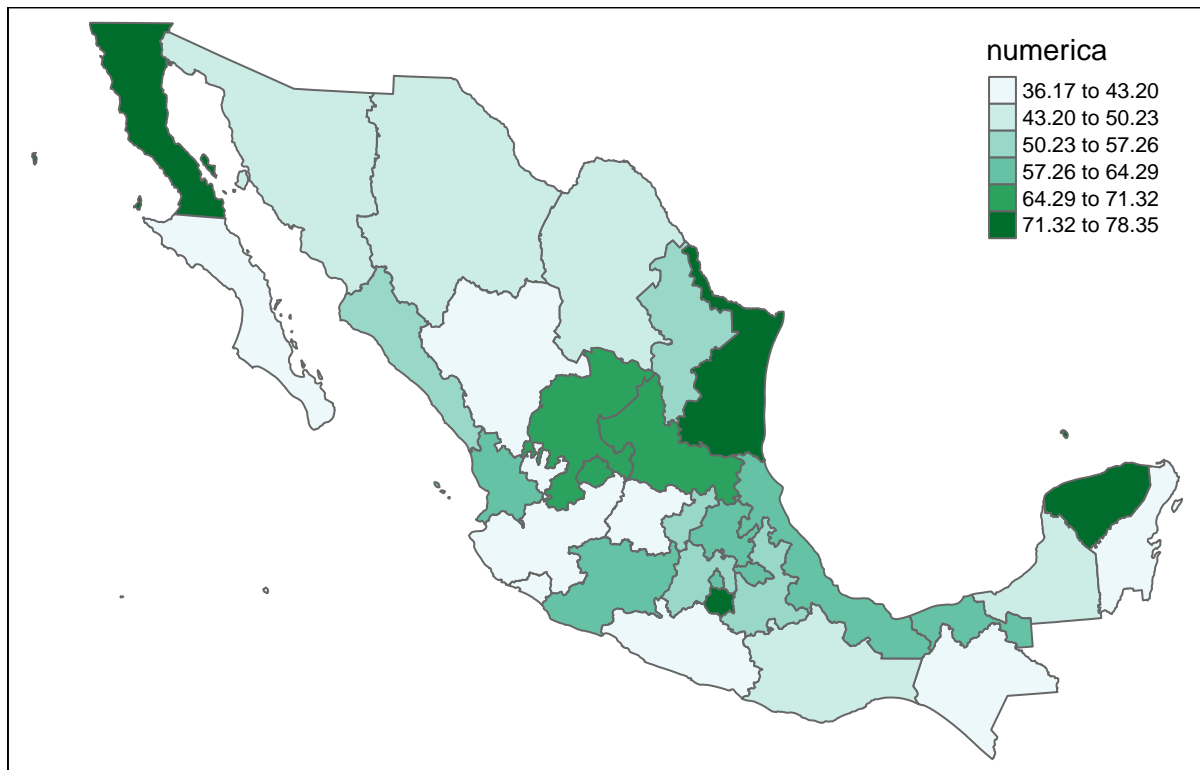 numerica
36.17 to 43.20
43.20 to 50.23
50.23 to 57.26
57.26 to 64.29
64.29 to 71.32
71.32 to 78.35